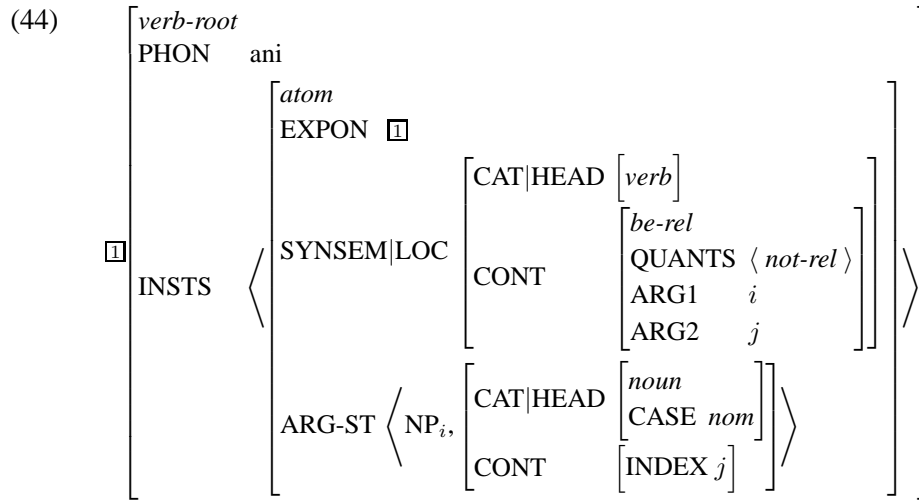 (44)
verb-root
PHON ani
atom
EXPON 1
CAT|HEAD [verb]
be-rel
1 INSTS ⟨ SYNSEM|LOC CONT QUANTS ⟨ not-rel ⟩
ARG1 i
ARG2 j
noun
CAT|HEAD CASE nom
ARG-ST ⟨ NPᵢ, ⟩ ⟩
CONT [INDEX j]